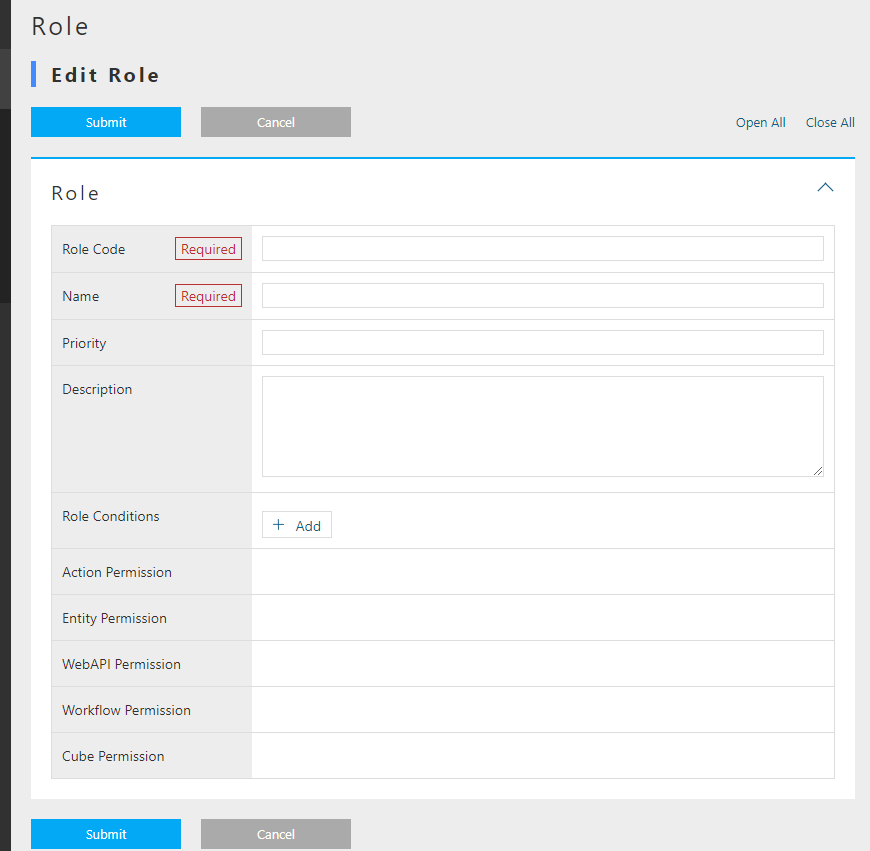 Role
Edit Role
Submit Cancel Open All Close All
Role
Role Code Required
Name Required
Priority
Description
Role Conditions
+ Add
Action Permission
Entity Permission
WebAPI Permission
Workflow Permission
Cube Permission
Submit Cancel